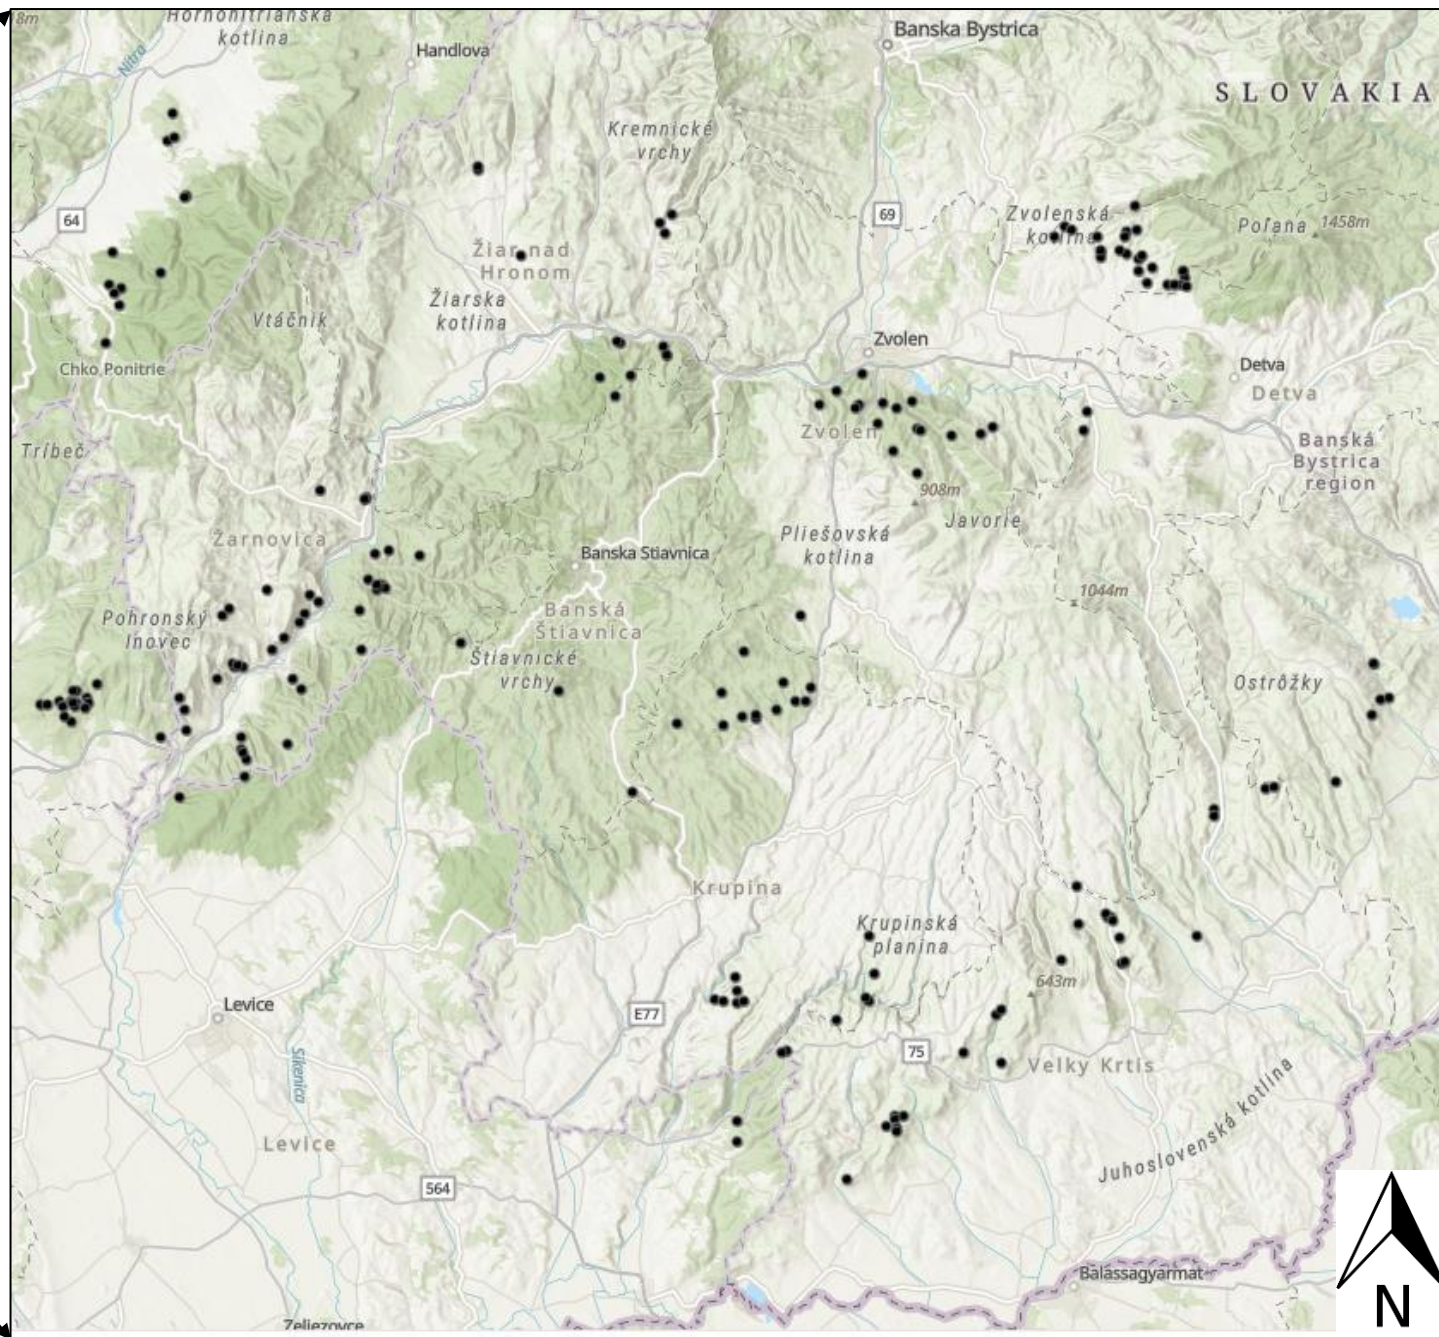 8m
Hornonitrianska
kotlina
Nitra
Handlova
Banska Bystrica
SLOVAKIA
Kremnické
vrchy
64
69
Zvolenská
kotlina
Poľana
1458m
Žiar nad
Hronom
Žiarska
kotlina
Vtáčnik
Zvolen
Chko Ponitrie
Detva
Detva
Tríbeč
Zvolen
Banská
Bystrica
region
908m
Javorie
Žarnovica
Pliešovská
kotlina
Banska Stiavnica
1044m
Banská
Štiavnica
Pohronský
Inovec
Štiavnické
vrchy
Ostrôžky
Krupina
Krupinská
planina
643m
Levice
E77
75
Velky Krtis
Sikenica
Juhoslovenská kotlina
Levice
564
Balassagyarmat
Zeliezovce
N